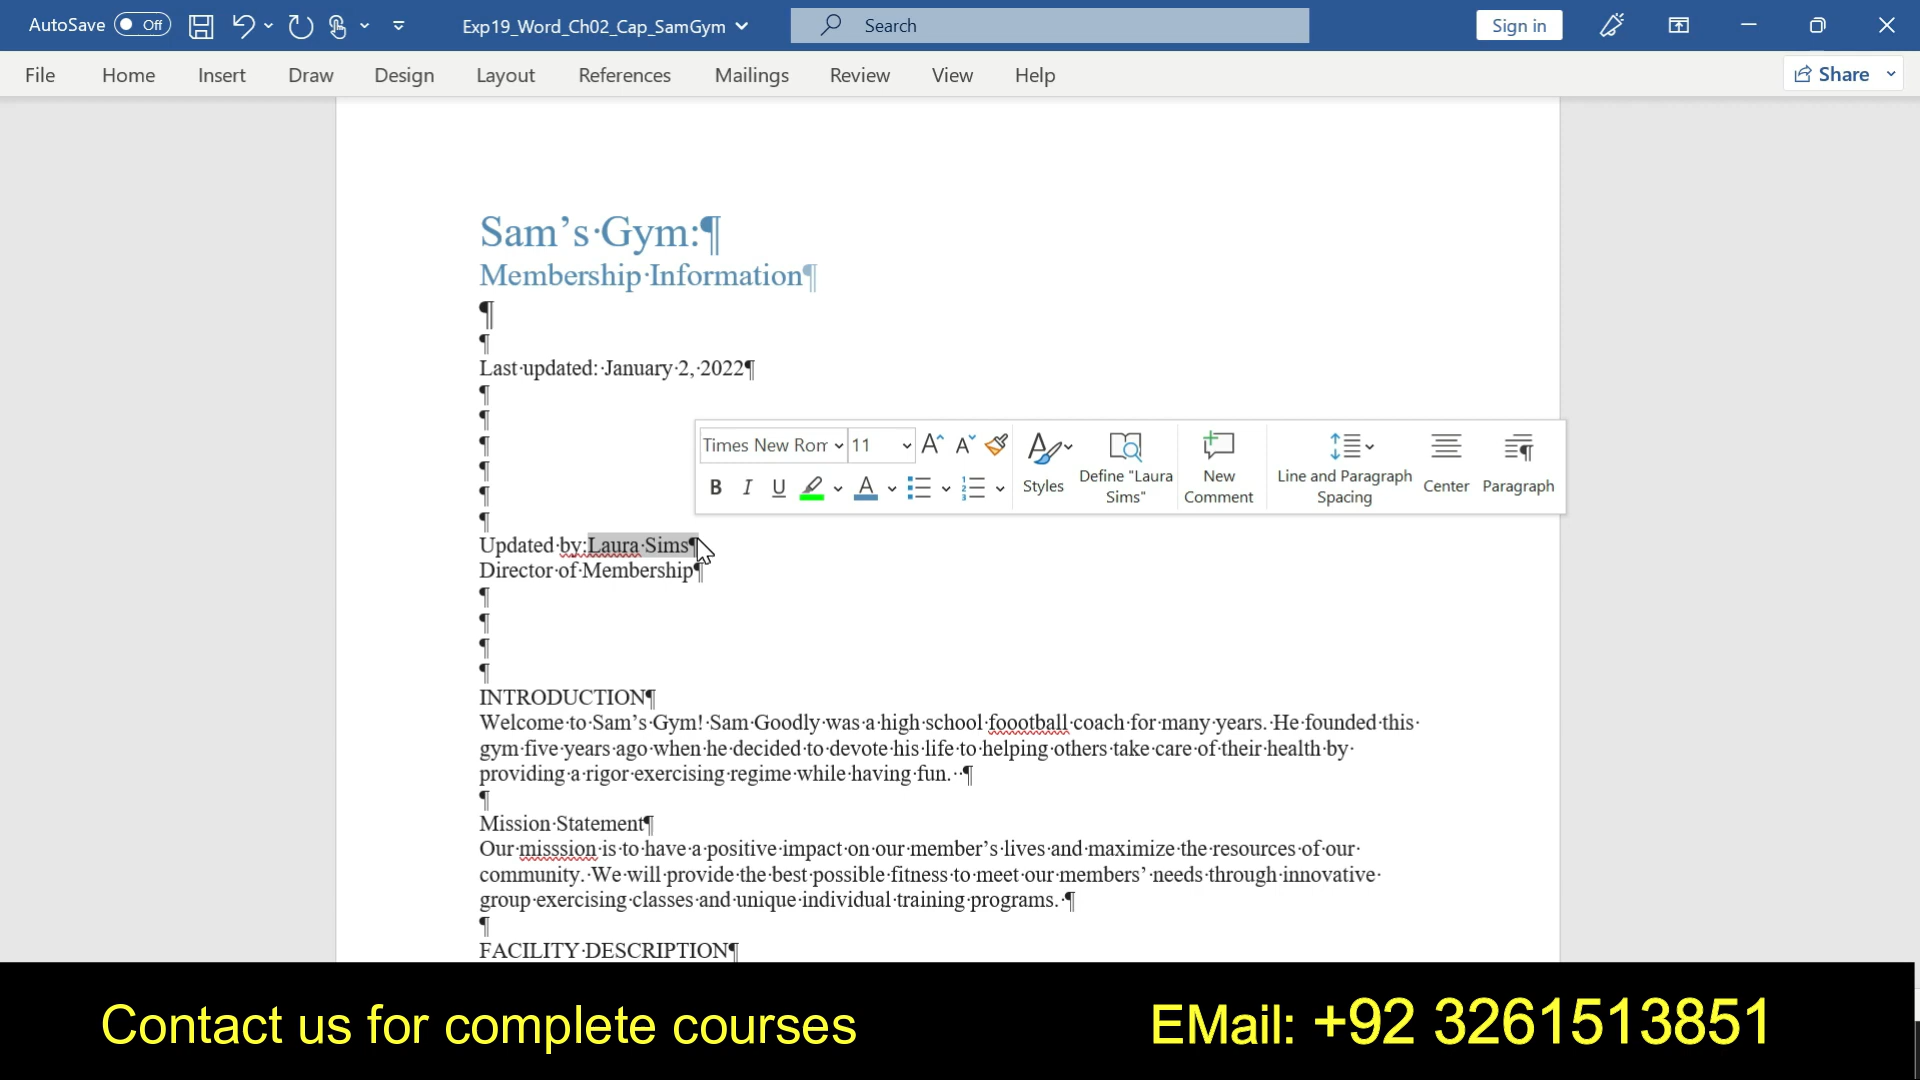 AutoSave Off Exp19_Word_Ch02_Cap_SamGym Search Sign in
File Home Insert Draw Design Layout References Mailings Review View Help Share
Sam’s·Gym:¶
Membership·Information¶
¶
¶
Last·updated:·January·2,·2022¶
¶
¶
¶
¶
¶
¶
Times New Rom 11
B I U Styles Define "Laura Sims" New Comment Line and Paragraph Spacing Center Paragraph
Updated·by:Laura·Sims¶
Director·of·Membership¶
¶
¶
¶
¶
INTRODUCTION¶
Welcome·to·Sam’s·Gym!·Sam·Goodly·was·a·high·school·foootball·coach·for·many·years.·He·founded·this·
gym·five·years·ago·when·he·decided·to·devote·his·life·to·helping·others·take·care·of·their·health·by·
providing·a·rigor·exercising·regime·while·having·fun.··¶
¶
Mission·Statement¶
Our·misssion·is·to·have·a·positive·impact·on·our·member’s·lives·and·maximize·the·resources·of·our·
community.·We·will·provide·the·best·possible·fitness·to·meet·our·members’·needs·through·innovative·
group·exercising·classes·and·unique·individual·training·programs.·¶
¶
FACILITY·DESCRIPTION¶
Contact us for complete courses EMail: +92 3261513851